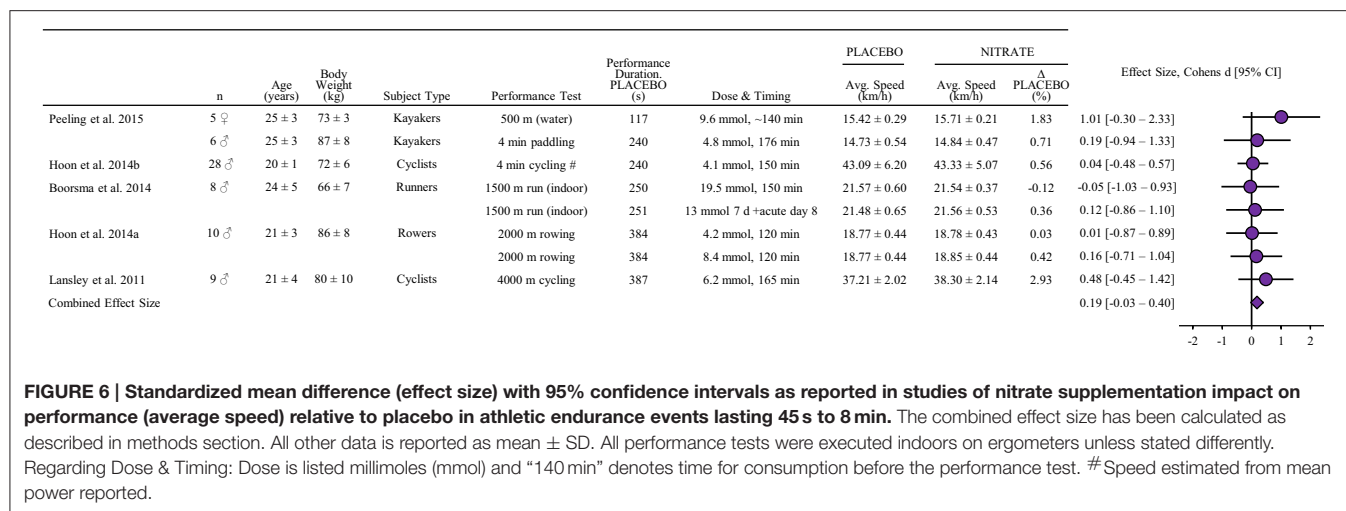 PLACEBO NITRATE
n Age (years) Body Weight (kg) Subject Type Performance Test Performance Duration. PLACEBO (s) Dose & Timing Avg. Speed (km/h) Avg. Speed (km/h) Δ PLACEBO (%) Effect Size, Cohens d [95% CI]
Peeling et al. 2015 5 ♀ 25 ± 3 73 ± 3 Kayakers 500 m (water) 117 9.6 mmol, ~140 min 15.42 ± 0.29 15.71 ± 0.21 1.83 1.01 [-0.30 – 2.33]
6 ♂ 25 ± 3 87 ± 8 Kayakers 4 min paddling 240 4.8 mmol, 176 min 14.73 ± 0.54 14.84 ± 0.47 0.71 0.19 [-0.94 – 1.33]
Hoon et al. 2014b 28 ♂ 20 ± 1 72 ± 6 Cyclists 4 min cycling # 240 4.1 mmol, 150 min 43.09 ± 6.20 43.33 ± 5.07 0.56 0.04 [-0.48 – 0.57]
Boorsma et al. 2014 8 ♂ 24 ± 5 66 ± 7 Runners 1500 m run (indoor) 250 19.5 mmol, 150 min 21.57 ± 0.60 21.54 ± 0.37 -0.12 -0.05 [-1.03 – 0.93]
1500 m run (indoor) 251 13 mmol 7 d +acute day 8 21.48 ± 0.65 21.56 ± 0.53 0.36 0.12 [-0.86 – 1.10]
Hoon et al. 2014a 10 ♂ 21 ± 3 86 ± 8 Rowers 2000 m rowing 384 4.2 mmol, 120 min 18.77 ± 0.44 18.78 ± 0.43 0.03 0.01 [-0.87 – 0.89]
2000 m rowing 384 8.4 mmol, 120 min 18.77 ± 0.44 18.85 ± 0.44 0.42 0.16 [-0.71 – 1.04]
Lansley et al. 2011 9 ♂ 21 ± 4 80 ± 10 Cyclists 4000 m cycling 387 6.2 mmol, 165 min 37.21 ± 2.02 38.30 ± 2.14 2.93 0.48 [-0.45 – 1.42]
Combined Effect Size 0.19 [-0.03 – 0.40]
-2 -1 0 1 2
FIGURE 6 | Standardized mean difference (effect size) with 95% confidence intervals as reported in studies of nitrate supplementation impact on
performance (average speed) relative to placebo in athletic endurance events lasting 45 s to 8 min. The combined effect size has been calculated as
described in methods section. All other data is reported as mean ± SD. All performance tests were executed indoors on ergometers unless stated differently.
Regarding Dose & Timing: Dose is listed millimoles (mmol) and “140 min” denotes time for consumption before the performance test. #Speed estimated from mean
power reported.